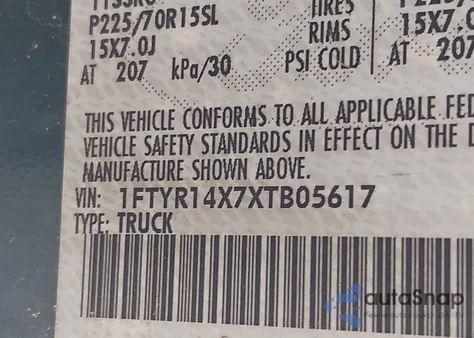 P225/70R15SL TIRES
15X7.0J RIMS 15X7.0
AT 207 kPa/30 PSI COLD AT 207
THIS VEHICLE CONFORMS TO ALL APPLICABLE FED
VEHICLE SAFETY STANDARDS IN EFFECT ON THE
MANUFACTURE SHOWN ABOVE.
VIN: 1FTYR14X7XTB05617
TYPE: TRUCK
autoSnap